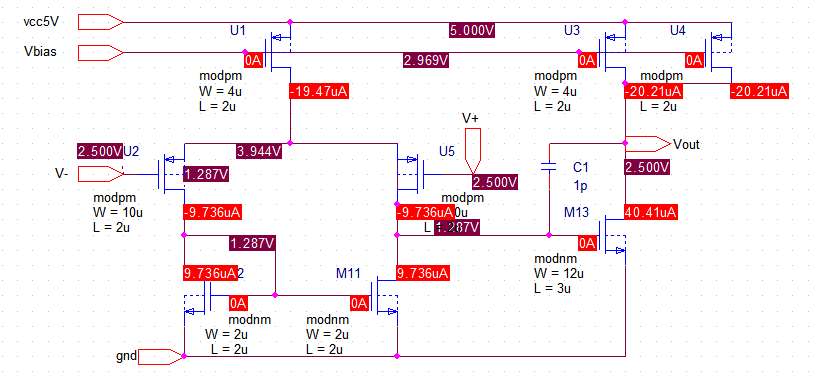 vcc5V
Vbias
U1
5.000V
U3
U4
0A
2.969V
0A
0A
modpm
W = 4u
L = 2u
-19.47uA
modpm
W = 4u
L = 2u
modpm
L = 2u
-20.21uA
-20.21uA
V+
2.500V
U2
3.944V
U5
Vout
V-
1.287V
2.500V
C1
1p
2.500V
modpm
W = 10u
L = 2u
-9.736uA
-9.736uA
modpm
0u
L
1.287V
M13
40.41uA
1.287V
0A
9.736uA
2
M11
9.736uA
0A
0A
modnm
W = 12u
L = 3u
modnm
W = 2u
L = 2u
modnm
W = 2u
L = 2u
gnd